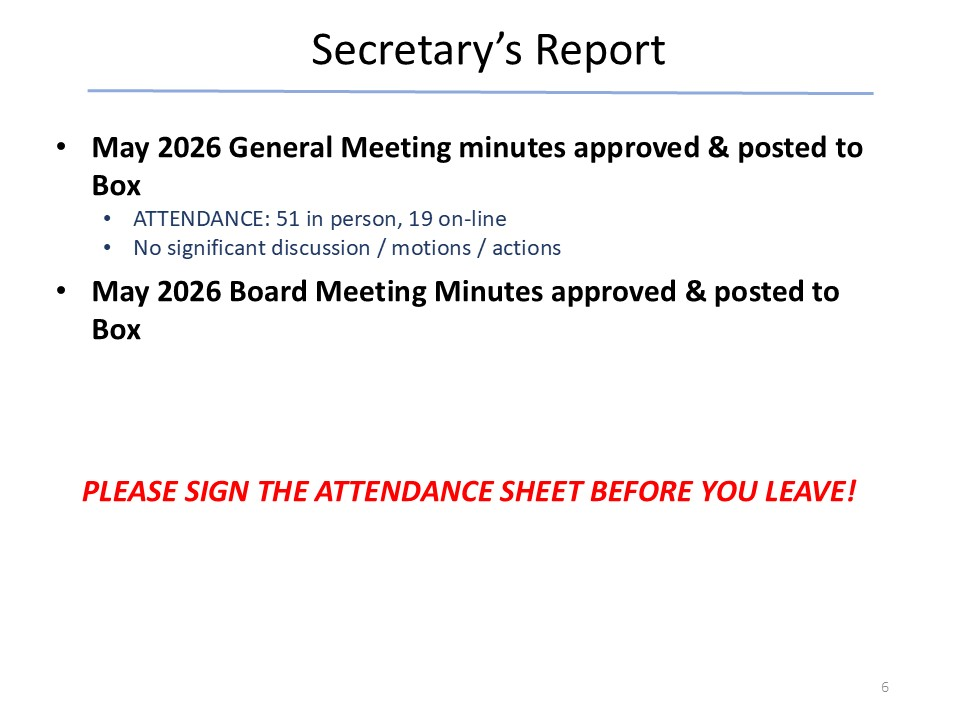 Secretary’s Report
• May 2026 General Meeting minutes approved & posted to
Box
• ATTENDANCE: 51 in person, 19 on-line
• No significant discussion / motions / actions
• May 2026 Board Meeting Minutes approved & posted to
Box
PLEASE SIGN THE ATTENDANCE SHEET BEFORE YOU LEAVE!
6